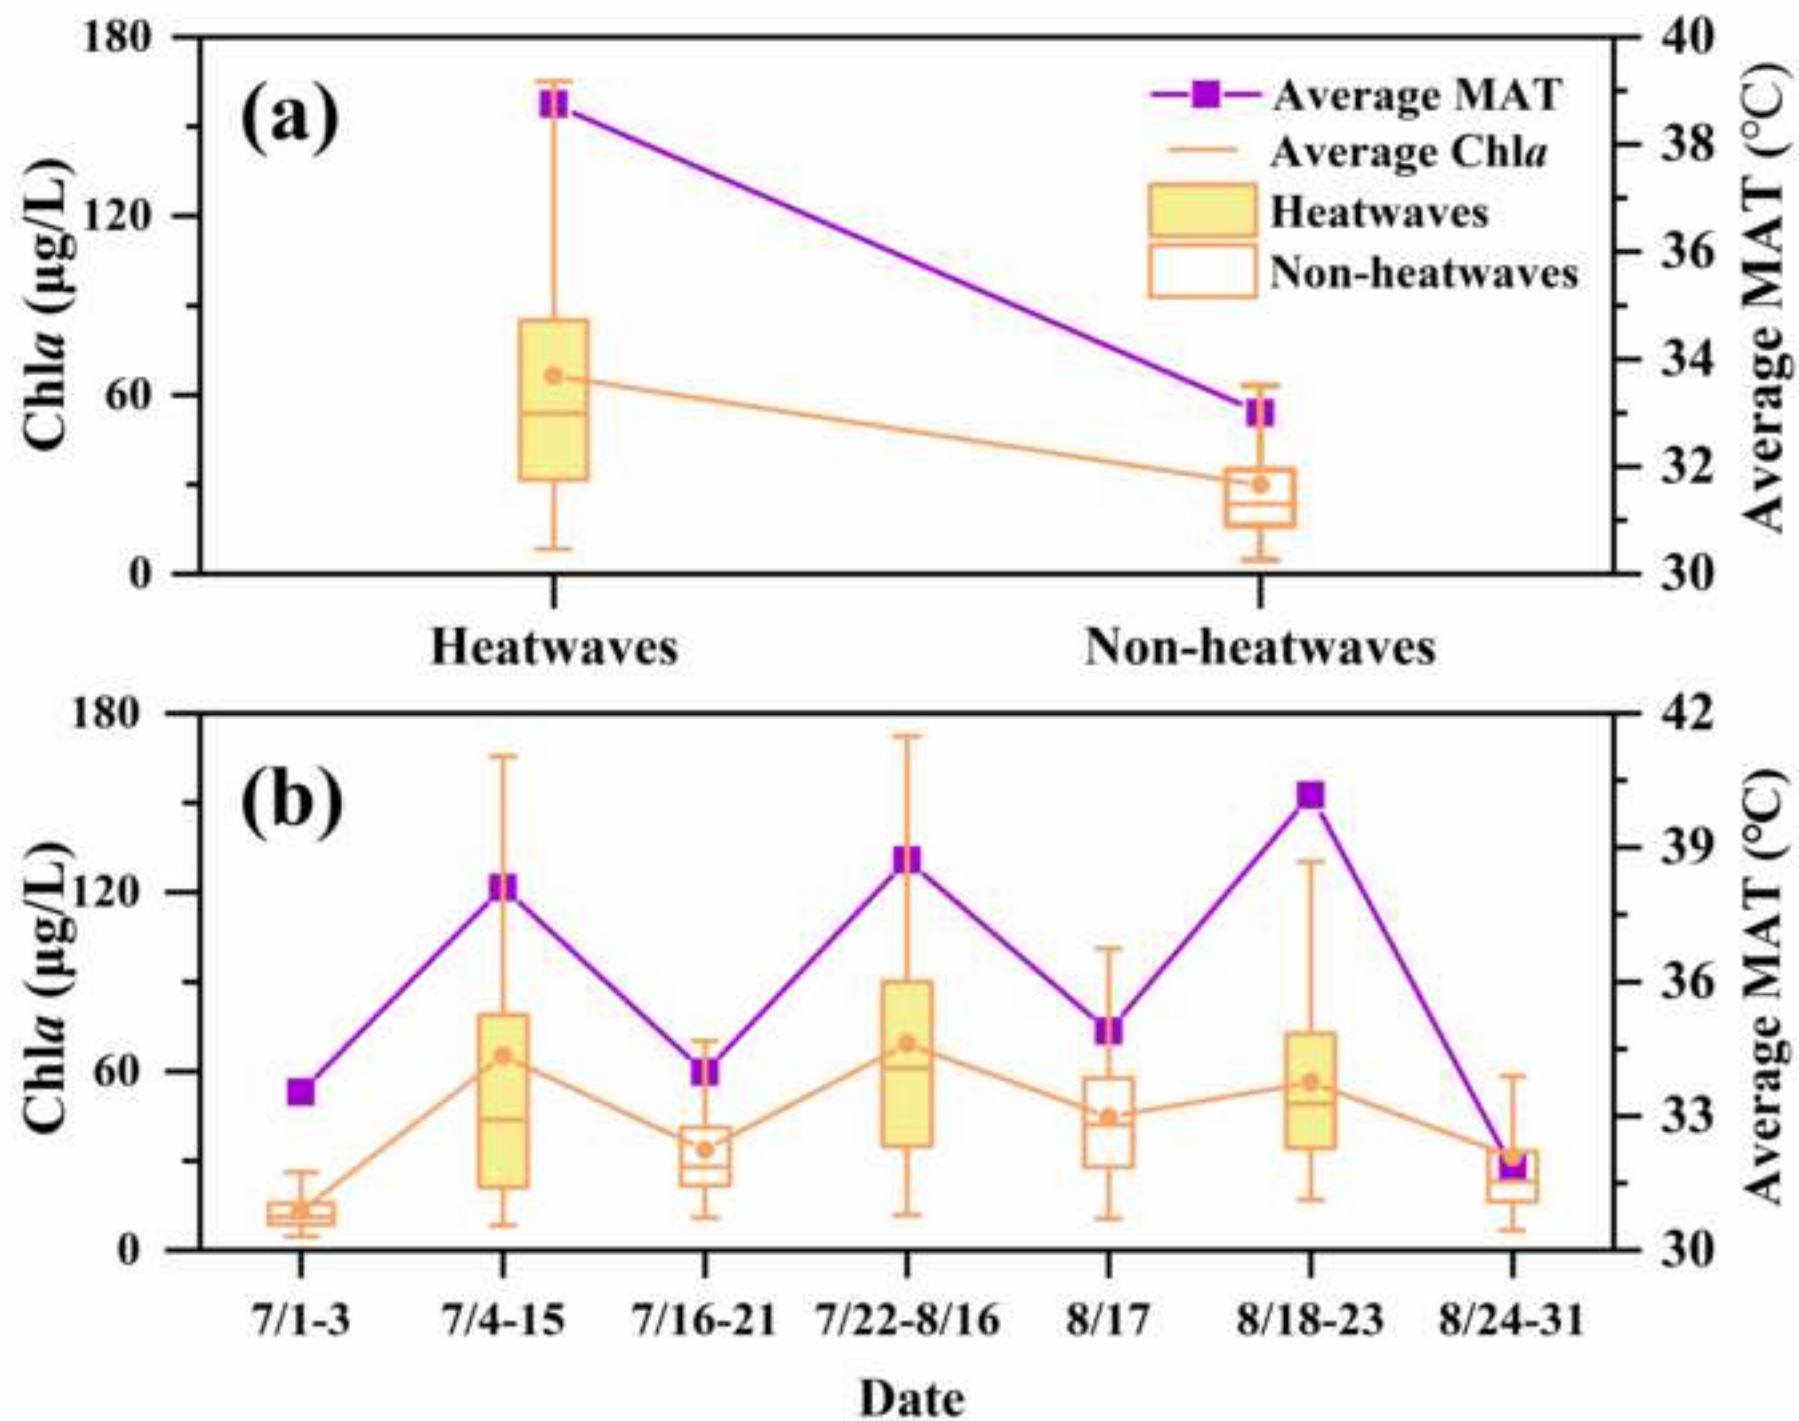 180
120
60
0
Chla (µg/L)
(a)
Average MAT
Average Chla
Heatwaves
Non-heatwaves
40
38
36
34
32
30
Average MAT (°C)
Heatwaves
Non-heatwaves
180
120
60
0
Chla (µg/L)
(b)
42
39
36
33
30
Average MAT (°C)
7/1-3
7/4-15
7/16-21
7/22-8/16
8/17
8/18-23
8/24-31
Date